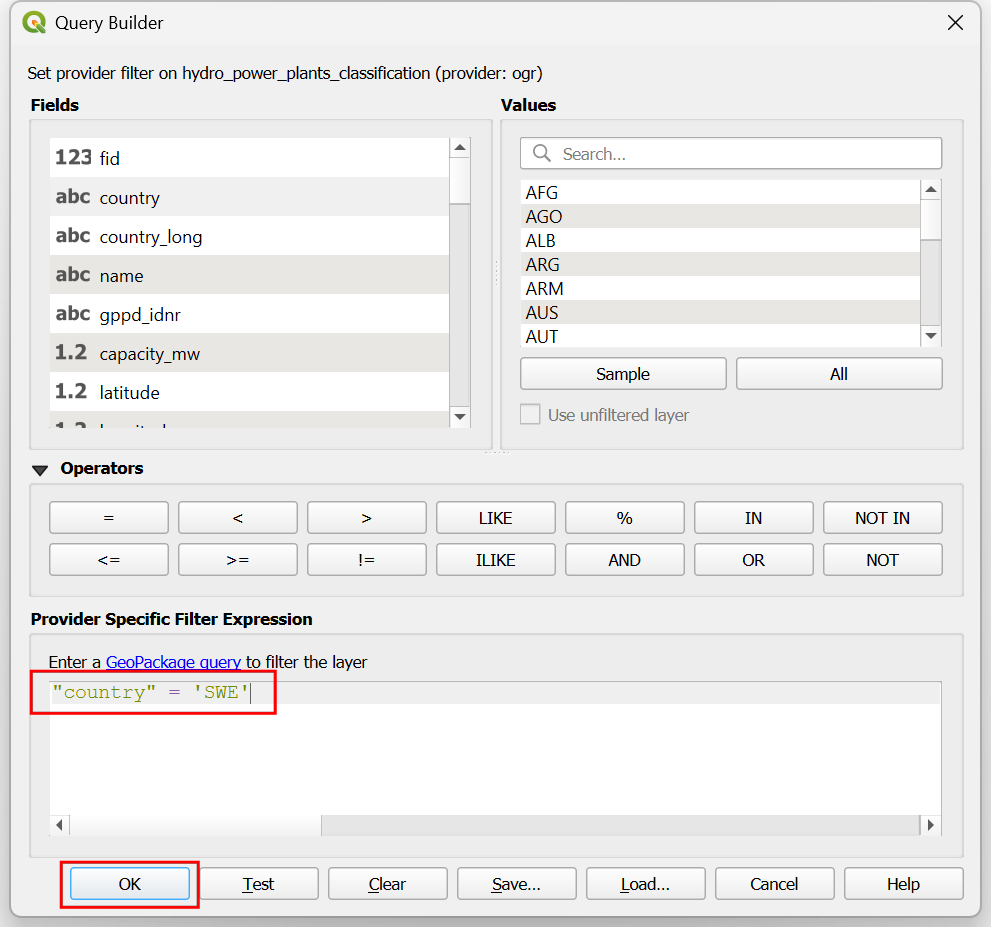 Query Builder
Set provider filter on hydro_power_plants_classification (provider: ogr)
Fields
Values
123 fid
abc country
abc country_long
abc name
abc gppd_idnr
1.2 capacity_mw
1.2 latitude
Search...
AFG
AGO
ALB
ARG
ARM
AUS
AUT
Sample All
Use unfiltered layer
Operators
= < > LIKE % IN NOT IN
<= >= != ILIKE AND OR NOT
Provider Specific Filter Expression
Enter a GeoPackage query to filter the layer
"country" = 'SWE'
OK Test Clear Save... Load... Cancel Help